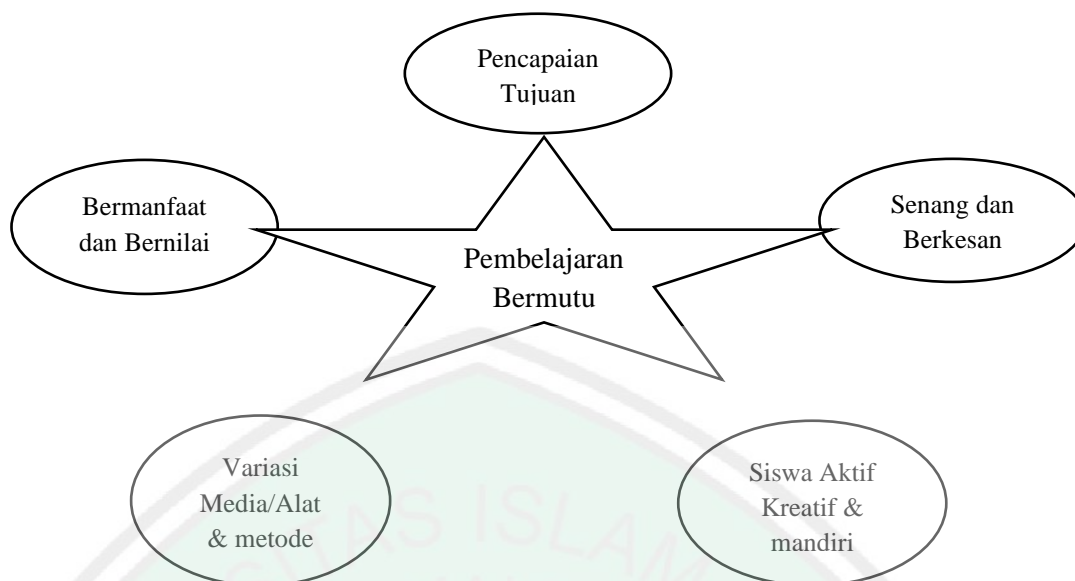 Pencapaian
Tujuan
Bermanfaat
dan Bernilai
Senang dan
Berkesan
Pembelajaran
Bermutu
Variasi
Media/Alat
& metode
Siswa Aktif
Kreatif &
mandiri